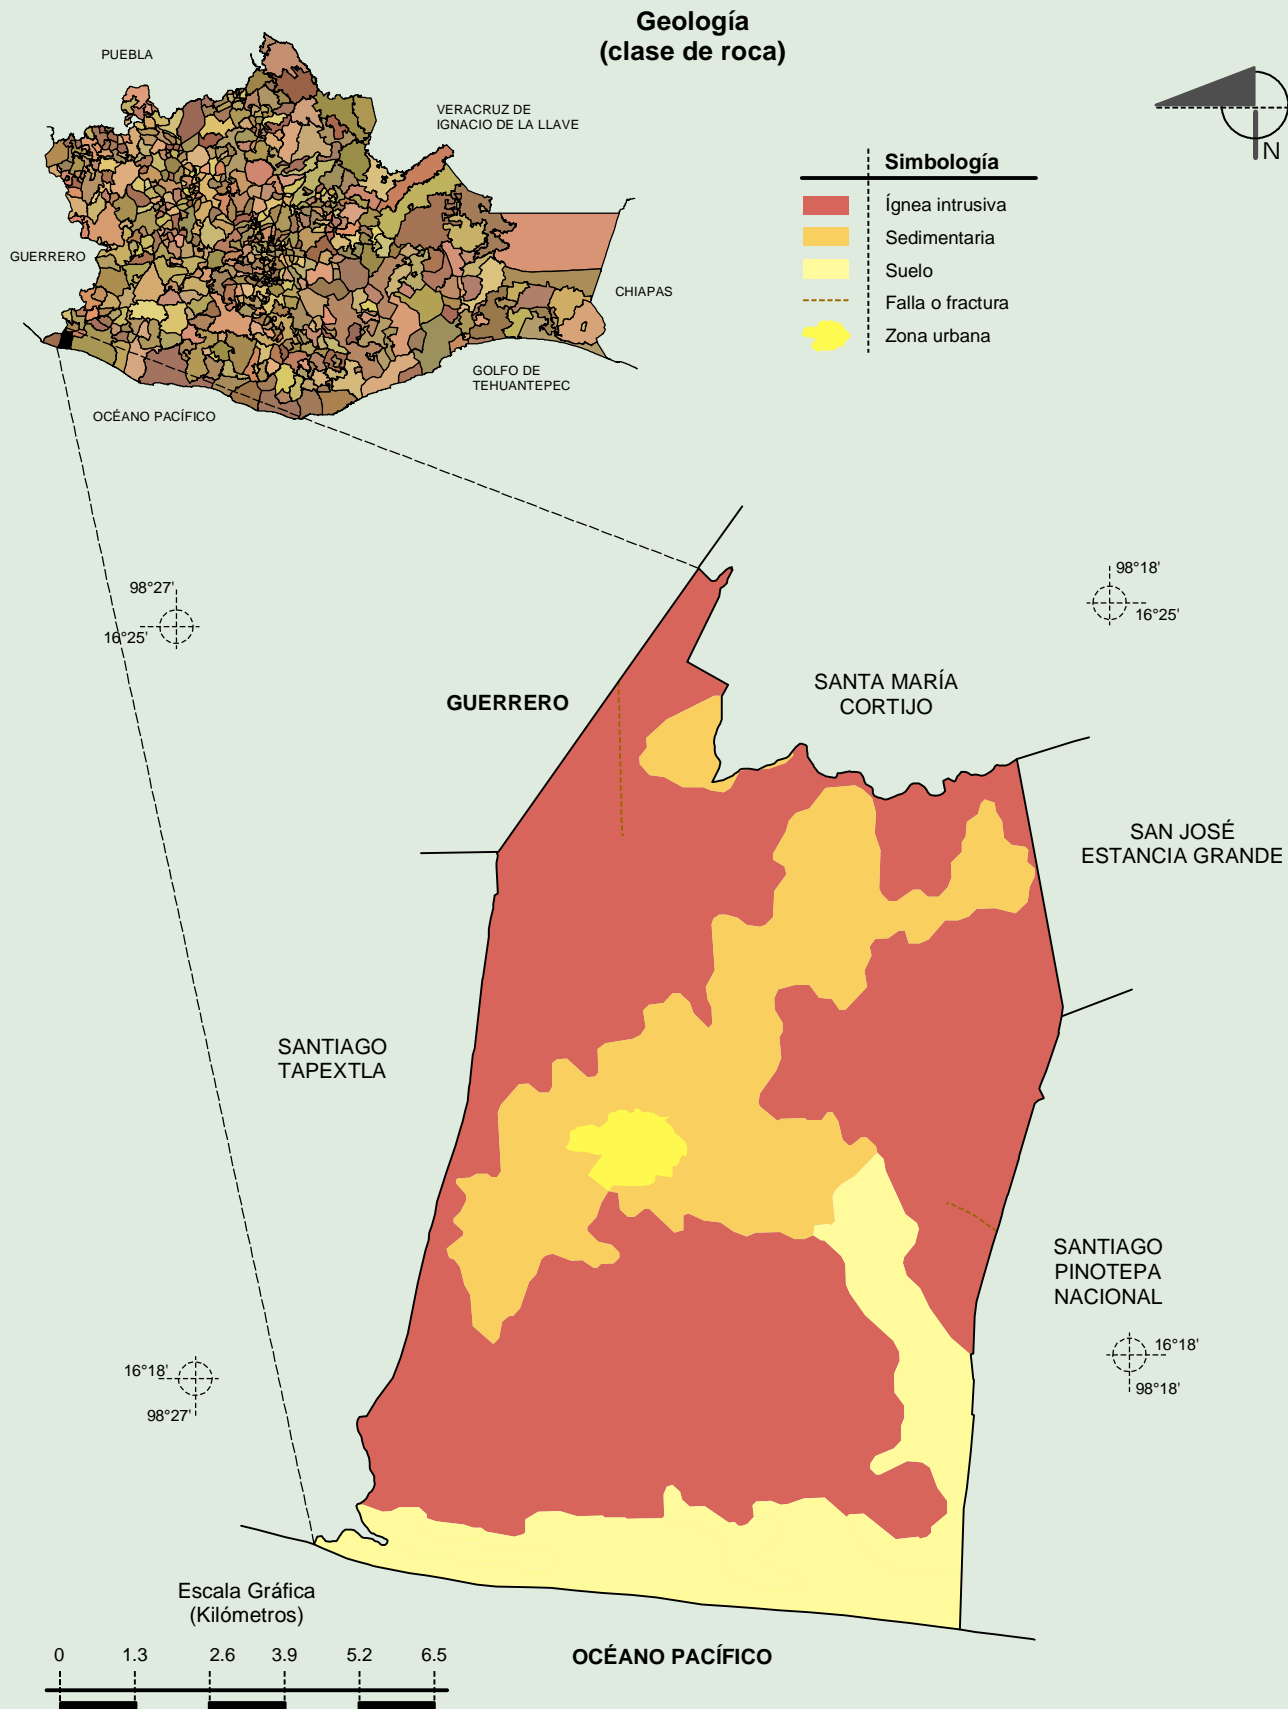 Geología
(clase de roca)
PUEBLA
VERACRUZ DE
IGNACIO DE LA LLAVE
GUERRERO
CHIAPAS
GOLFO DE
TEHUANTEPEC
OCÉANO PACÍFICO
N
Simbología
Ígnea intrusiva
Sedimentaria
Suelo
Falla o fractura
Zona urbana
98°27'
16°25'
98°18'
16°25'
GUERRERO
SANTA MARÍA
CORTIJO
SAN JOSÉ
ESTANCIA GRANDE
SANTIAGO
TAPEXTLA
SANTIAGO
PINOTEPA
NACIONAL
16°18'
98°27'
16°18'
98°18'
Escala Gráfica
(Kilómetros)
0 1.3 2.6 3.9 5.2 6.5
OCÉANO PACÍFICO